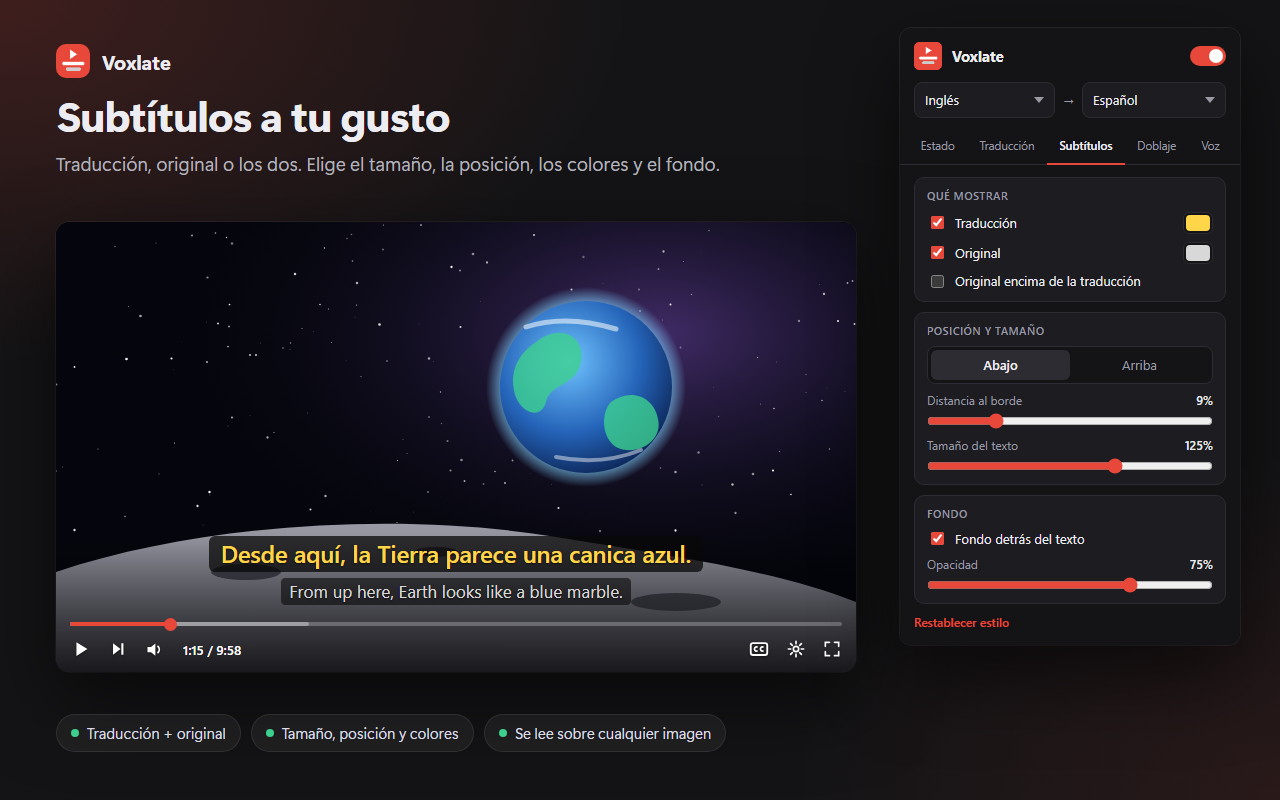 Voxlate
Subtítulos a tu gusto
Traducción, original o los dos. Elige el tamaño, la posición, los colores y el fondo.
Desde aquí, la Tierra parece una canica azul.
From up here, Earth looks like a blue marble.
1:15 / 9:58
CC
Traducción + original
Tamaño, posición y colores
Se lee sobre cualquier imagen
Voxlate
Inglés → Español
Estado Traducción Subtítulos Doblaje Voz
QUÉ MOSTRAR
Traducción
Original
Original encima de la traducción
POSICIÓN Y TAMAÑO
Abajo Arriba
Distancia al borde 9%
Tamaño del texto 125%
FONDO
Fondo detrás del texto
Opacidad 75%
Restablecer estilo